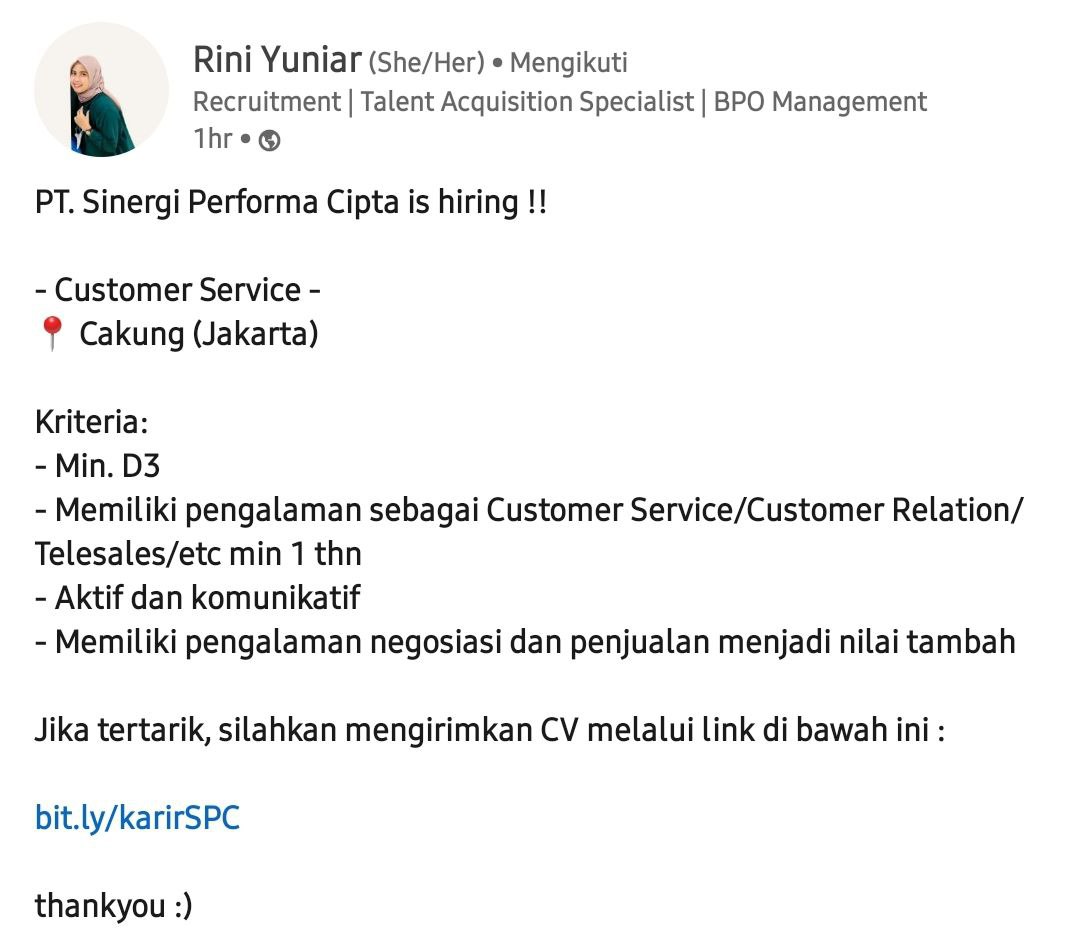 Rini Yuniar (She/Her) • Mengikuti
Recruitment | Talent Acquisition Specialist | BPO Management
1hr •
PT. Sinergi Performa Cipta is hiring !!
- Customer Service -
📍 Cakung (Jakarta)
Kriteria:
- Min. D3
- Memiliki pengalaman sebagai Customer Service/Customer Relation/
Telesales/etc min 1 thn
- Aktif dan komunikatif
- Memiliki pengalaman negosiasi dan penjualan menjadi nilai tambah
Jika tertarik, silahkan mengirimkan CV melalui link di bawah ini :
bit.ly/karirSPC
thankyou :)